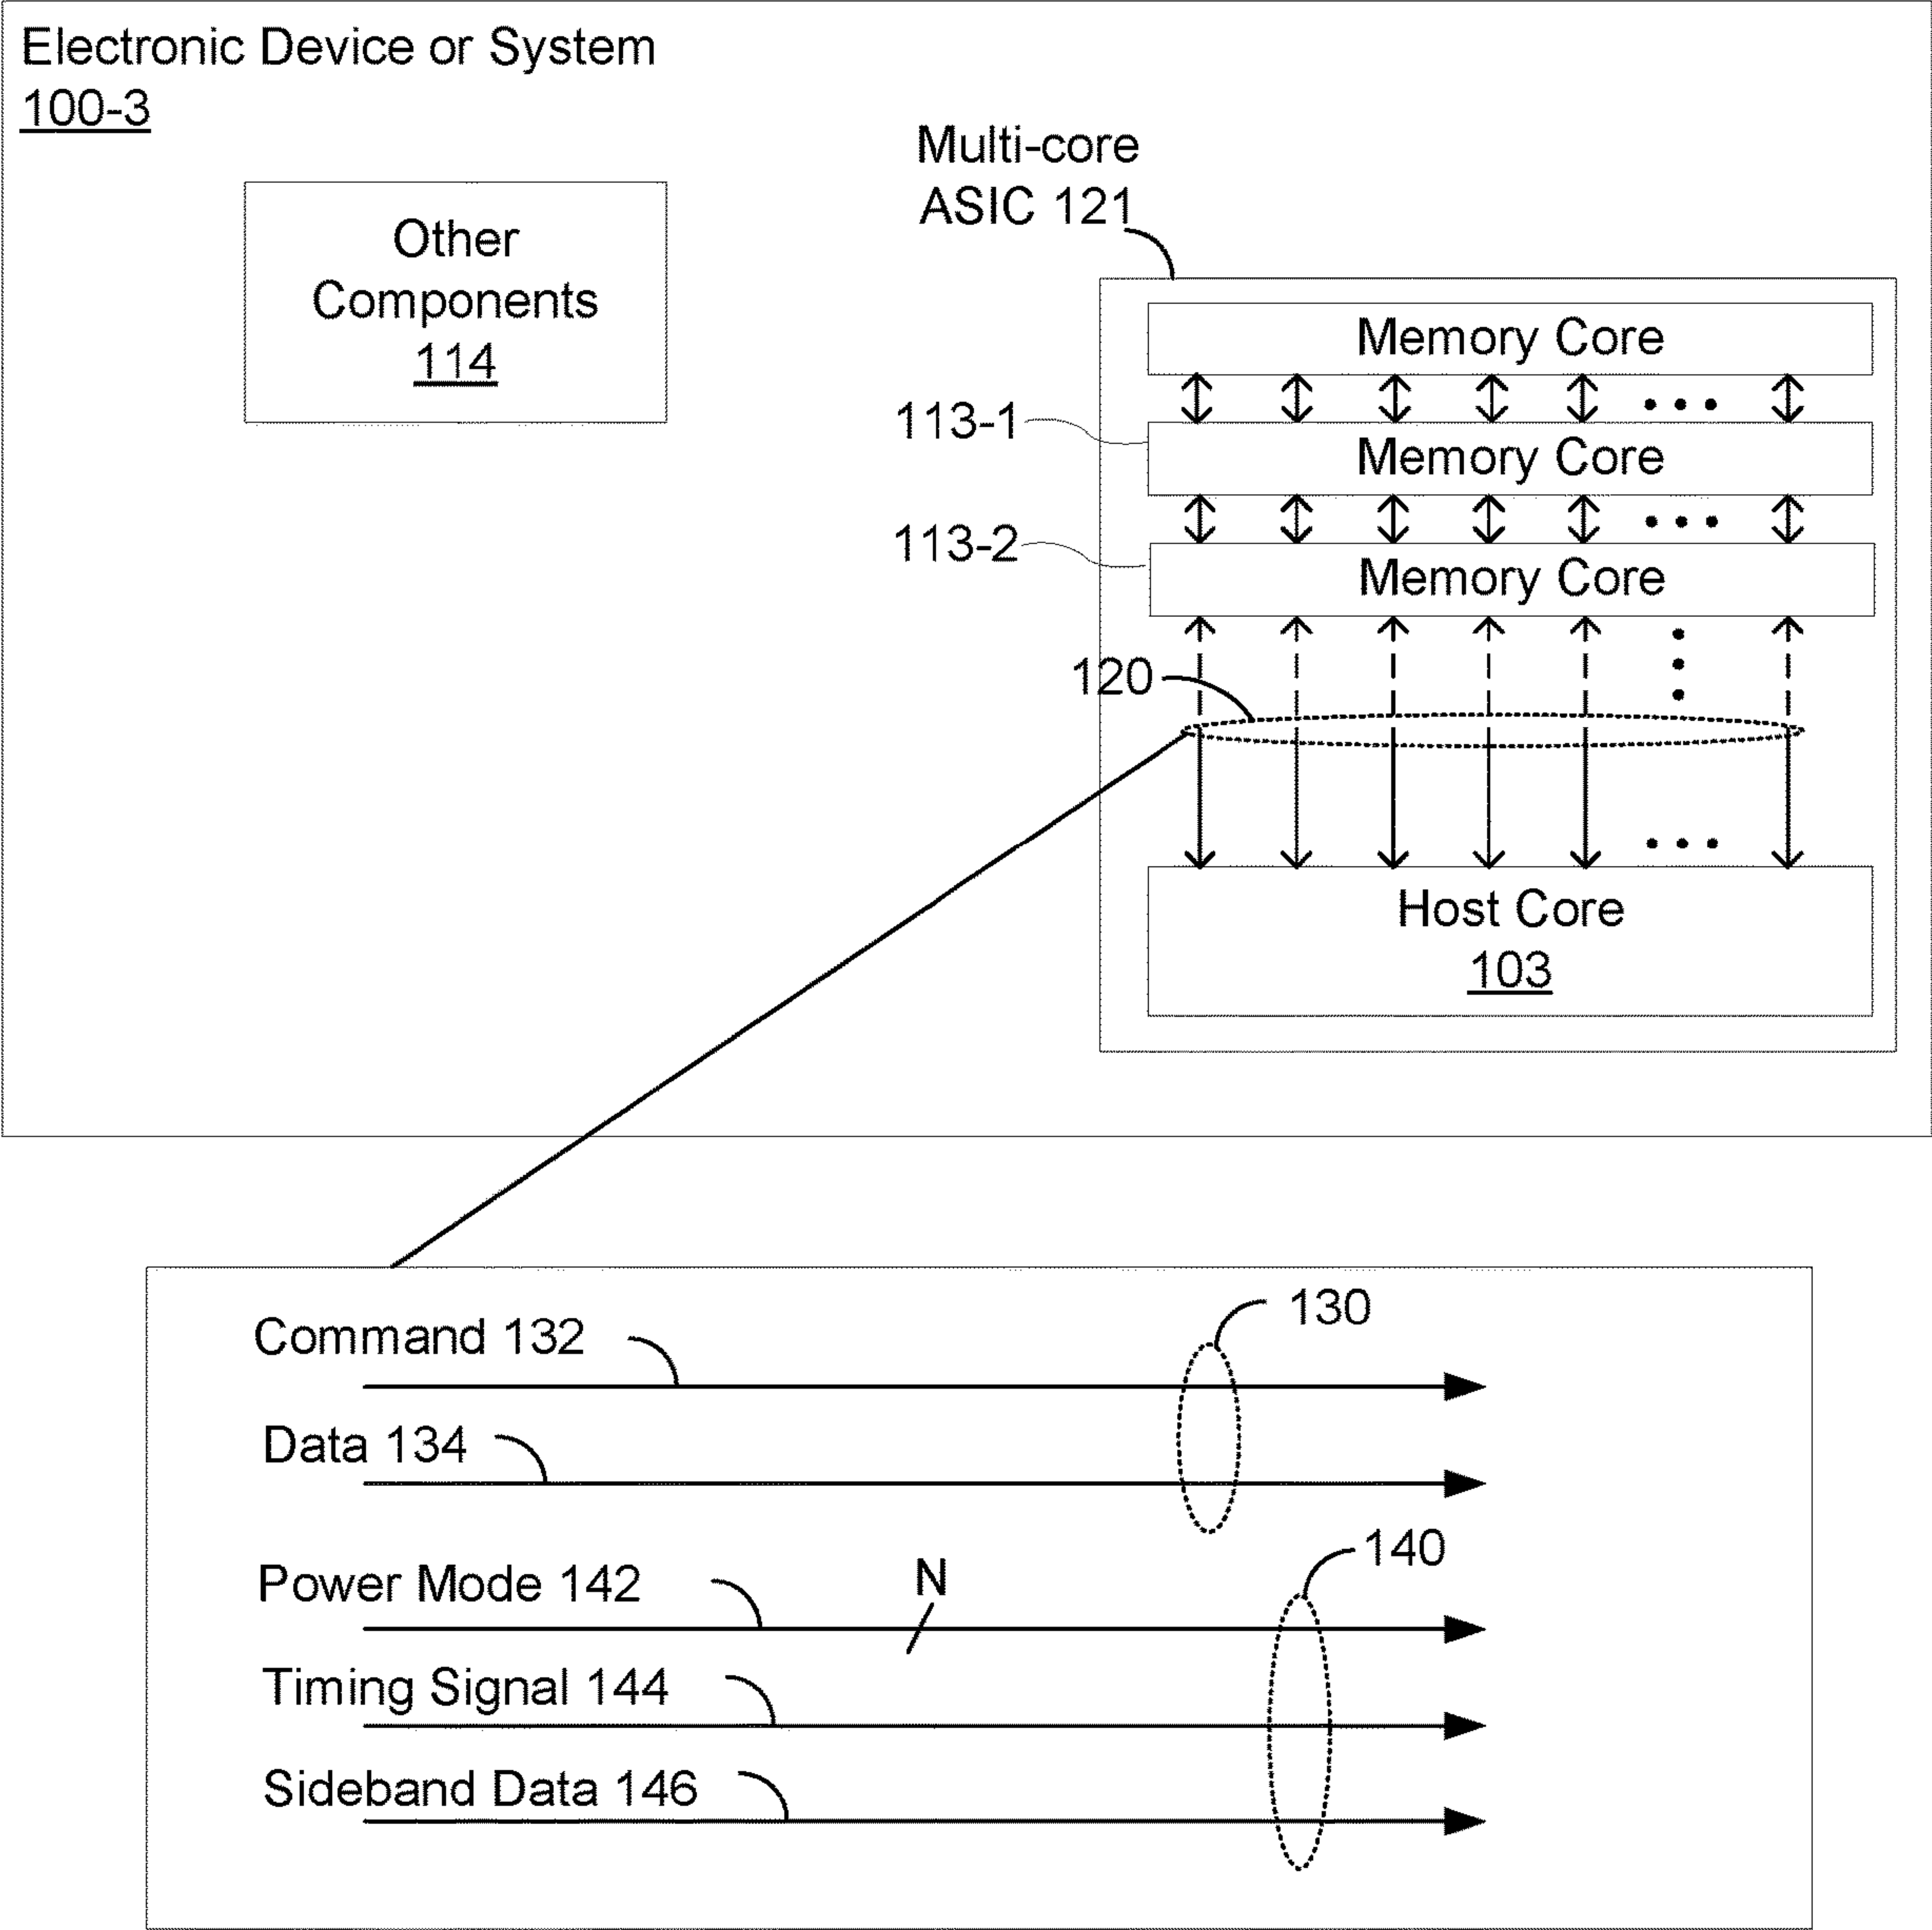 Electronic Device or System
100-3
Other
Components
114
Multi-core
ASIC 121
Memory Core
113-1
Memory Core
113-2
Memory Core
120
Host Core
103
Command 132
130
Data 134
Power Mode 142
N
140
Timing Signal 144
Sideband Data 146